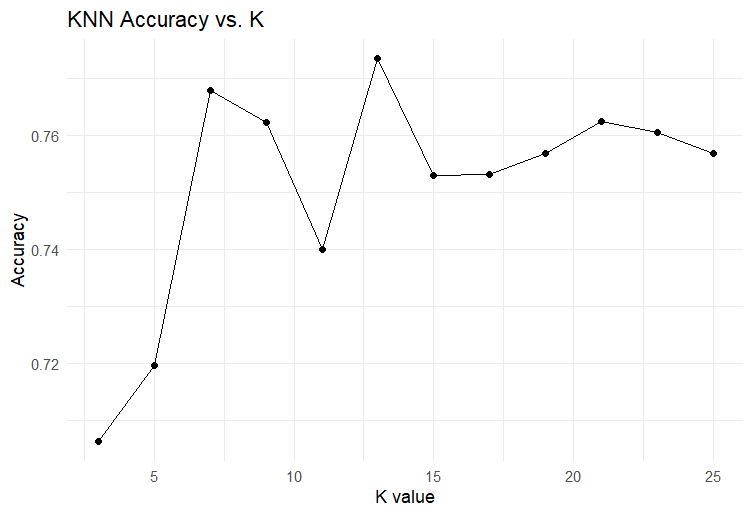 KNN Accuracy vs. K
0.76
0.74
0.72
Accuracy
5 10 15 20 25
K value